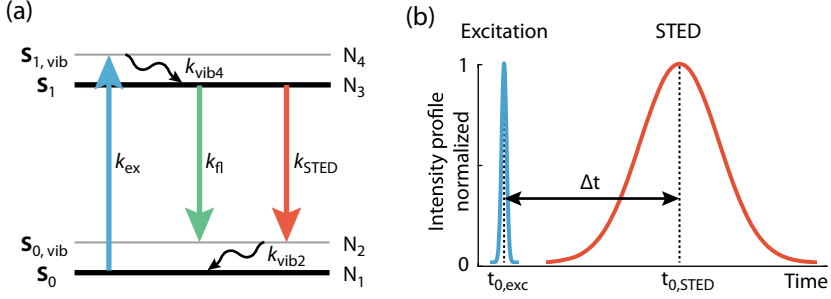 (a)
S1, vib
N4
kvib4
S1
N3
kex
kfl
kSTED
S0, vib
N2
kvib2
S0
N1
(b)
Excitation
STED
1
Intensity profile
normalized
Δt
0
t0,exc
t0,STED
Time